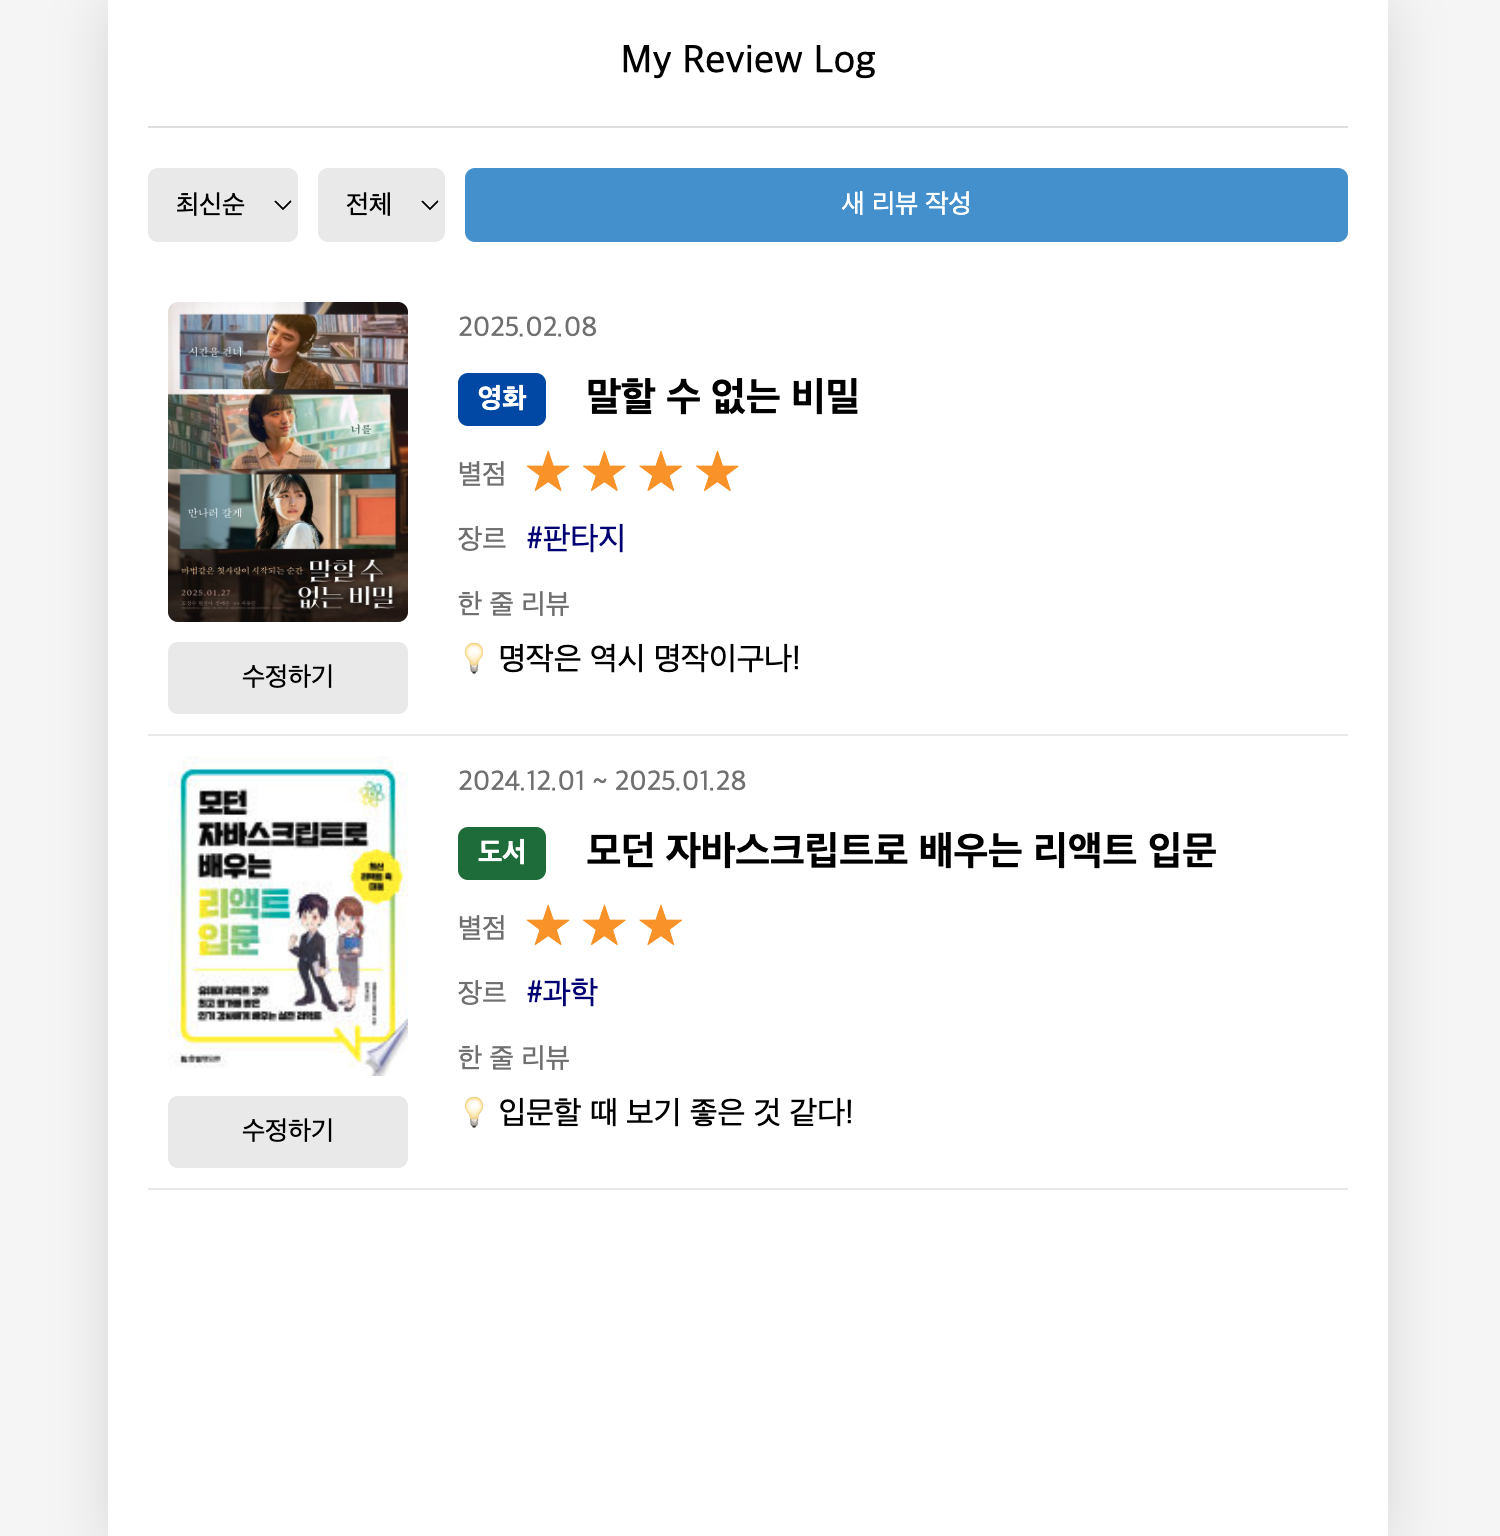 My Review Log
최신순
전체
새 리뷰 작성
시간을 건너
너를
만나러 갈게
마법같은 첫사랑이 시작되는 순간
말할 수
없는 비밀
2025.01.27
수정하기
2025.02.08
영화
말할 수 없는 비밀
별점 ★ ★ ★ ★
장르 #판타지
한 줄 리뷰
💡 명작은 역시 명작이구나!
모던
자바스크립트로
배우는
리액트
입문
수정하기
2024.12.01 ~ 2025.01.28
도서
모던 자바스크립트로 배우는 리액트 입문
별점 ★ ★ ★
장르 #과학
한 줄 리뷰
💡 입문할 때 보기 좋은 것 같다!